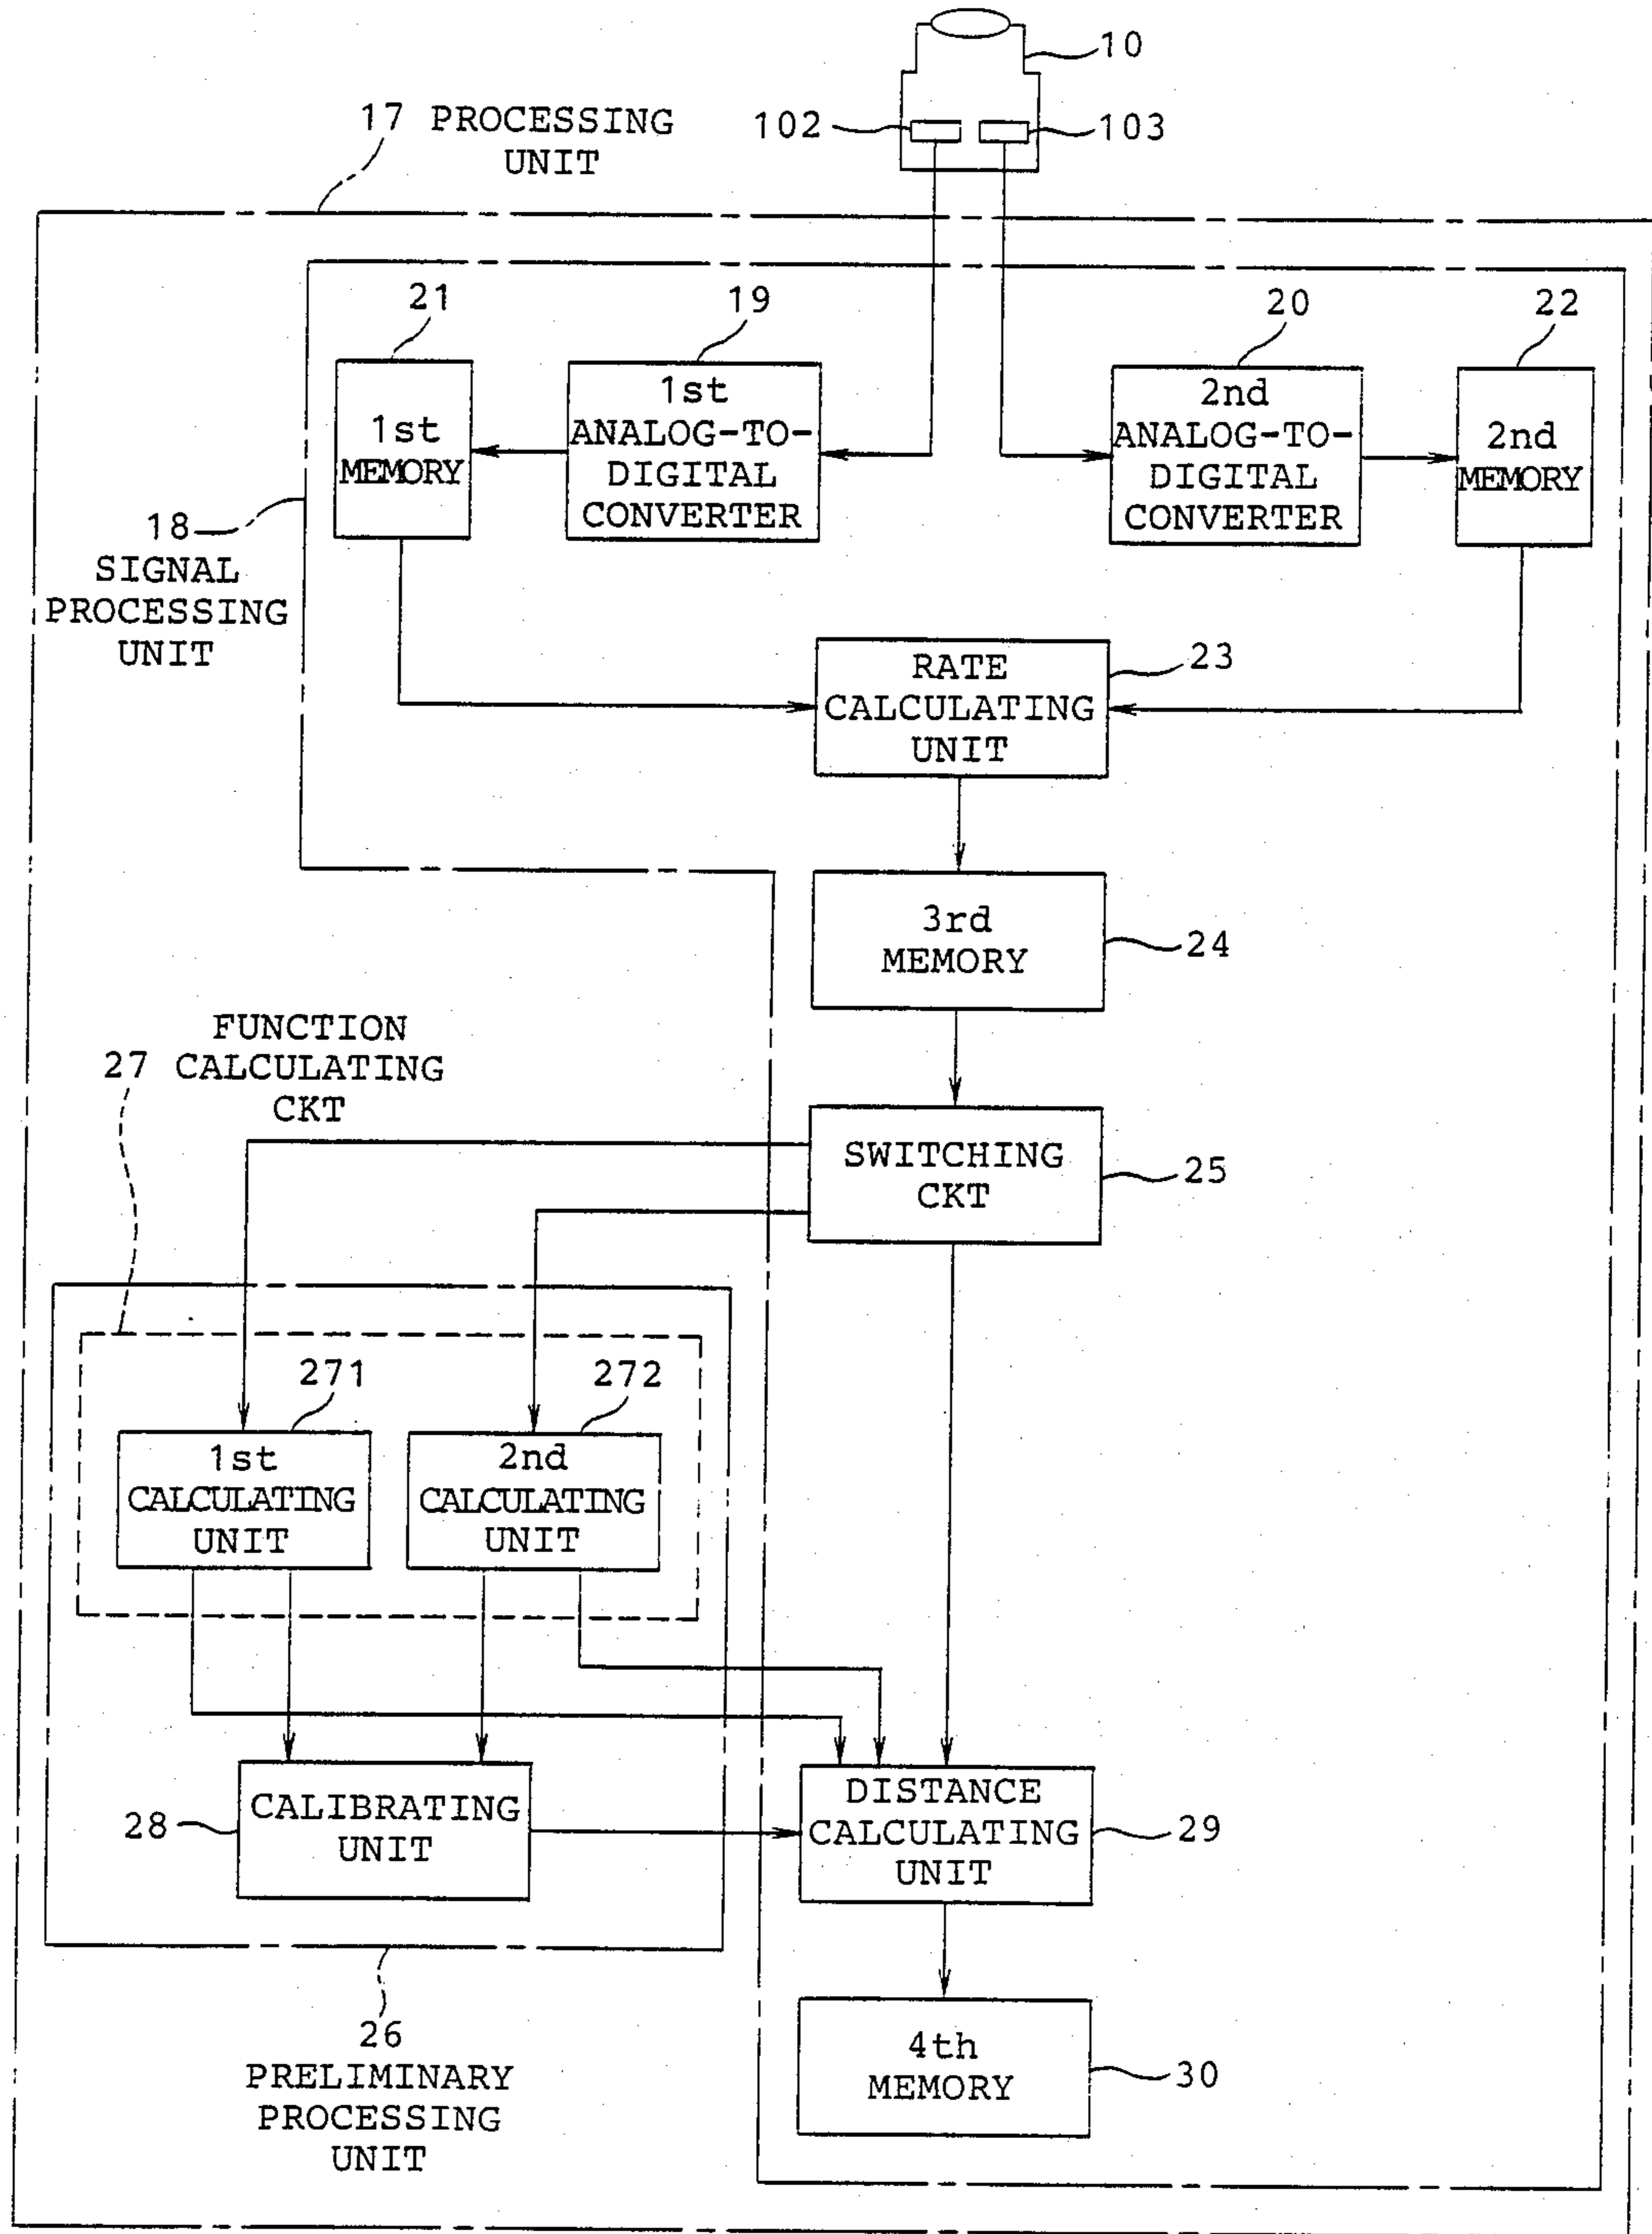 10
17 PROCESSING
UNIT
102
103
21
19
20
22
1st
MEMORY
1st
ANALOG-TO-
DIGITAL
CONVERTER
2nd
ANALOG-TO-
DIGITAL
CONVERTER
2nd
MEMORY
18
SIGNAL
PROCESSING
UNIT
RATE
CALCULATING
UNIT
23
3rd
MEMORY
24
FUNCTION
27 CALCULATING
CKT
SWITCHING
CKT
25
271
272
1st
CALCULATING
UNIT
2nd
CALCULATING
UNIT
28
CALIBRATING
UNIT
DISTANCE
CALCULATING
UNIT
29
26
PRELIMINARY
PROCESSING
UNIT
4th
MEMORY
30